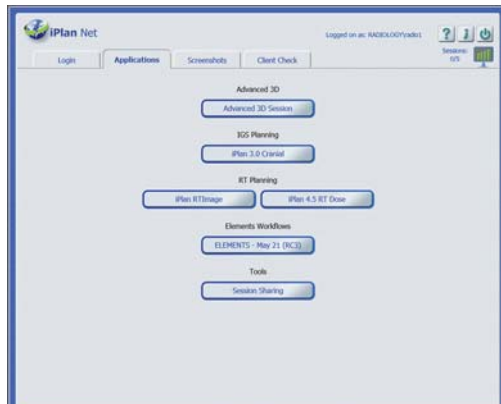 iPlan Net
Logged on as: RADIOLOGY\rado1
Login
Applications
Screenshots
Client Check
Sessions:
0/5
Advanced 3D
Advanced 3D Session
IGS Planning
iPlan 3.0 Cranial
RT Planning
iPlan RTImage
iPlan 4.5 RT Dose
Elements Workflows
ELEMENTS - May 21 (RC3)
Tools
Session Sharing